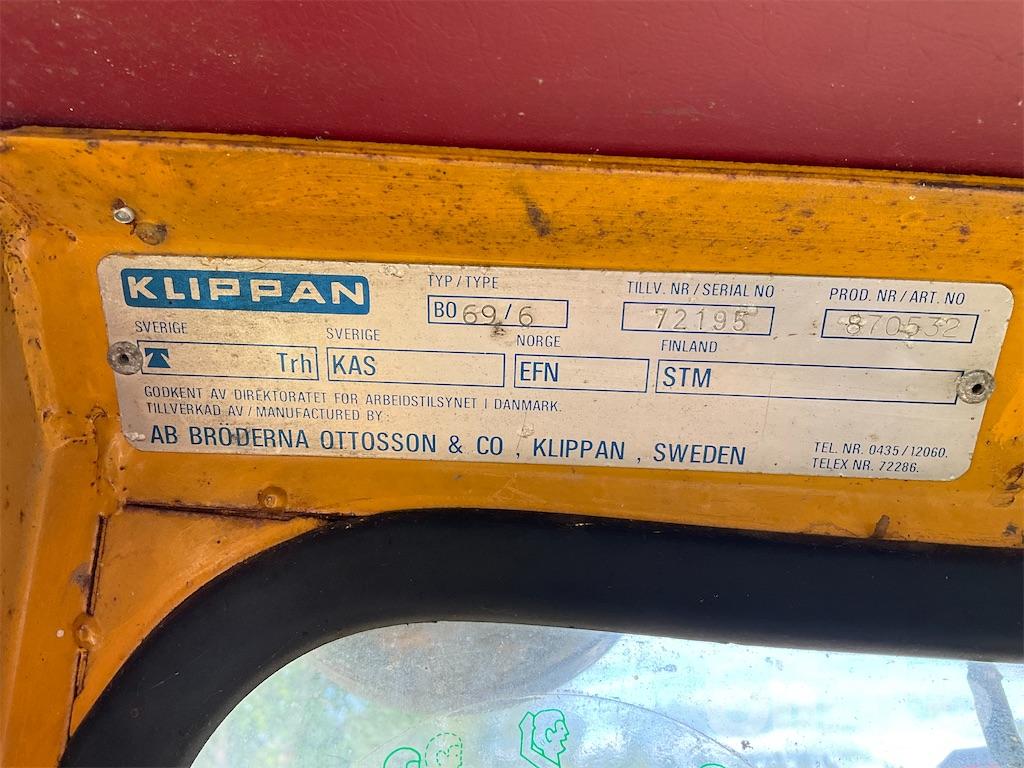 KLIPPAN
TYP / TYPE
BO 69/6
TILLV. NR / SERIAL NO
72195
PROD. NR / ART. NO
870532
SVERIGE
Trh
SVERIGE
KAS
NORGE
EFN
FINLAND
STM
GODKENT AV DIREKTORATET FOR ARBEIDSTILSYNET I DANMARK.
TILLVERKAD AV / MANUFACTURED BY :
AB BRÖDERNA OTTOSSON & CO , KLIPPAN , SWEDEN
TEL. NR. 0435/12060.
TELEX NR. 72286.